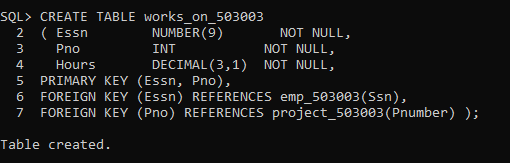 SQL> CREATE TABLE works_on_503003
  2  ( Essn          NUMBER(9)       NOT NULL,
  3    Pno           INT           NOT NULL,
  4    Hours         DECIMAL(3,1)  NOT NULL,
  5  PRIMARY KEY (Essn, Pno),
  6  FOREIGN KEY (Essn) REFERENCES emp_503003(Ssn),
  7  FOREIGN KEY (Pno) REFERENCES project_503003(Pnumber) );
Table created.